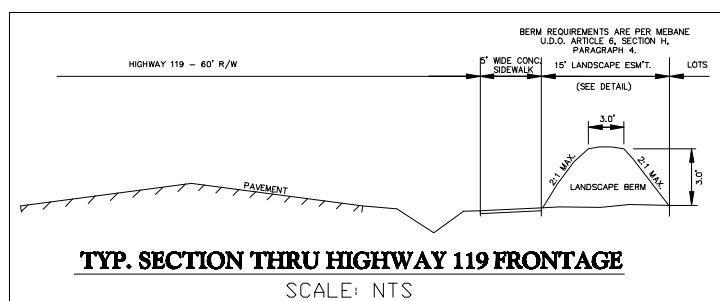 BERM REQUIREMENTS ARE PER MEBANE
U.D.O. ARTICLE 6, SECTION H,
PARAGRAPH 4.
HIGHWAY 119 – 60' R/W
5' WIDE CONC.
SIDEWALK
15' LANDSCAPE ESM'T.
LOTS
(SEE DETAIL)
3.0'
2:1 MAX.
2:1 MAX.
3.0'
PAVEMENT
LANDSCAPE BERM
TYP. SECTION THRU HIGHWAY 119 FRONTAGE
SCALE: NTS